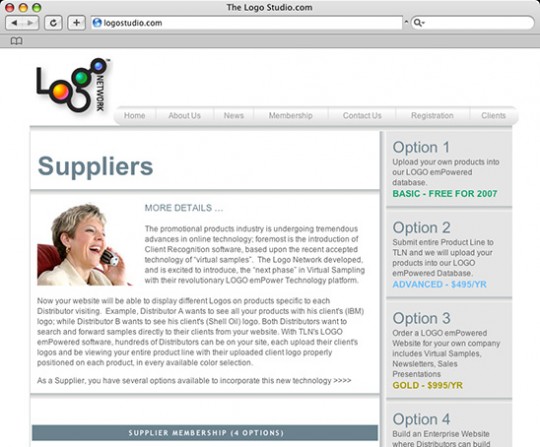 The Logo Studio.com
logostudio.com
Q
Logo
NETWORK
Home About Us News Membership Contact Us Registration Clients
Suppliers
MORE DETAILS ...
The promotional products industry is undergoing tremendous
advances in online technology; foremost is the introduction of
Client Recognition software, based upon the recent accepted
technology of “virtual samples”. The Logo Network developed,
and is excited to introduce, the “next phase” in Virtual Sampling
with their revolutionary LOGO emPower Technology platform.
Now your website will be able to display different Logos on products specific to each
Distributor visiting. Example, Distributor A wants to see all your products with his client's (IBM)
logo; while Distributor B wants to see his client's (Shell Oil) logo. Both Distributors want to
search and forward samples directly to their clients from your website. With TLN's LOGO
emPowered software, hundreds of Distributors can be on your site, each upload their client's
logos and be viewing your entire product line with their uploaded client logo properly
positioned on each product, in every available color selection.
As a Supplier, you have several options available to incorporate this new technology >>>>
SUPPLIER MEMBERSHIP (4 OPTIONS)
Option 1
Upload your own products into
our LOGO emPowered
database.
BASIC - FREE FOR 2007
Option 2
Submit entire Product Line to
TLN and we will upload your
products into our LOGO
emPowered Database.
ADVANCED - $495/YR
Option 3
Order a LOGO emPowered
Website for your own company
includes Virtual Samples,
Newsletters, Sales
Presentations
GOLD - $995/YR
Option 4
Build an Enterprise Website
where Distributors can build